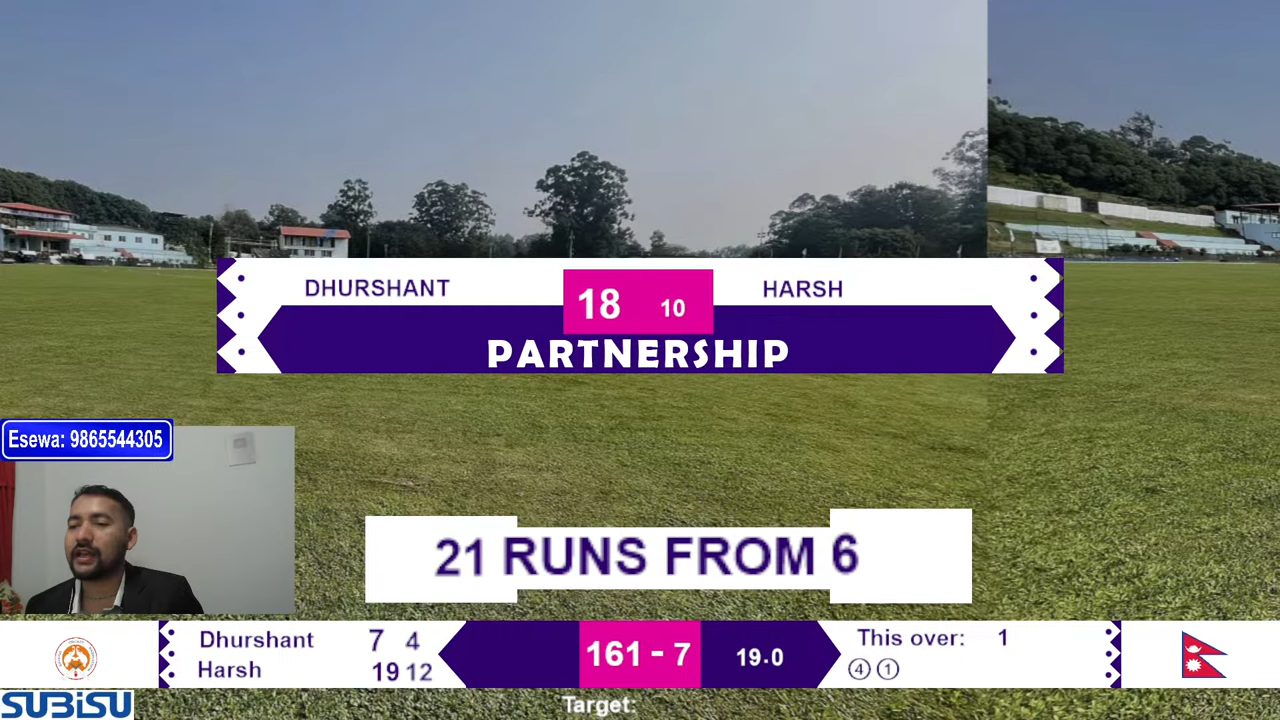 DHURSHANT 18 10 HARSH
PARTNERSHIP
Esewa: 9865544305
21 RUNS FROM 6
Dhurshant 7 4
Harsh 19 12
161 - 7 19.0
This over: 1
4 1
SUBISU
Target: